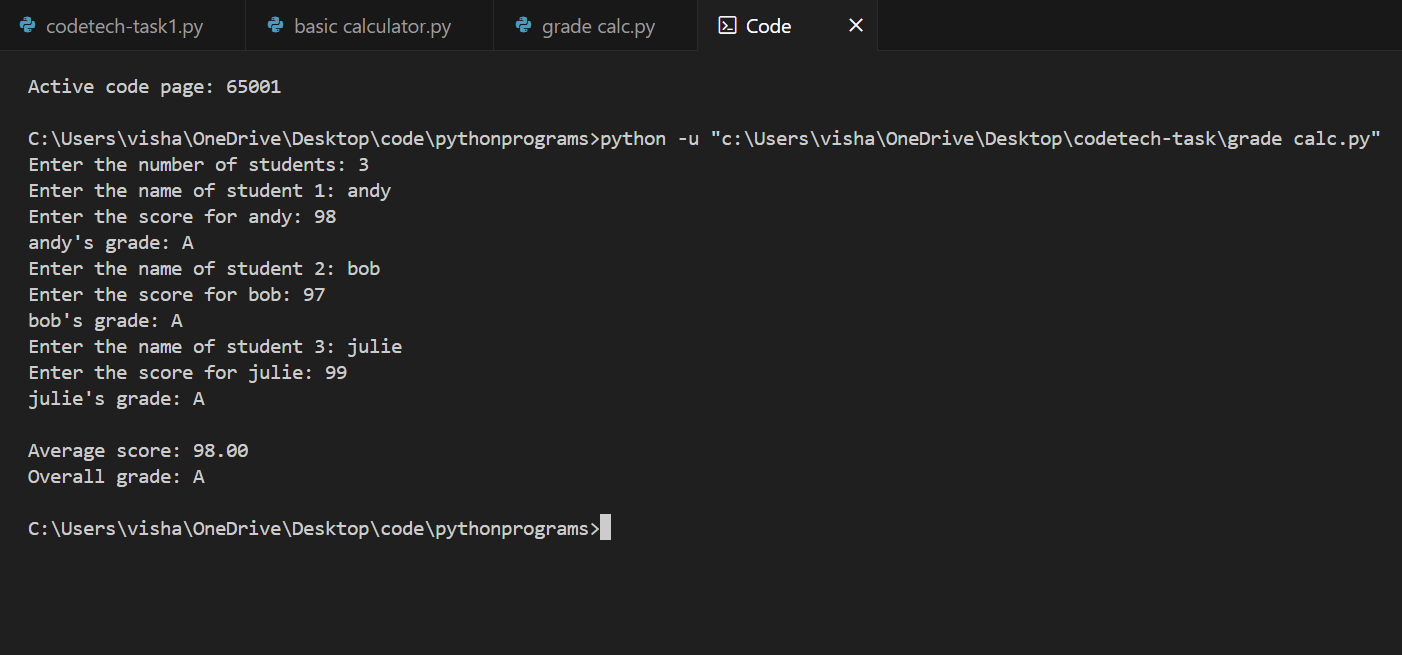 codetech-task1.py basic calculator.py grade calc.py Code
Active code page: 65001
C:\Users\visha\OneDrive\Desktop\code\pythonprograms>python -u "c:\Users\visha\OneDrive\Desktop\codetech-task\grade calc.py"
Enter the number of students: 3
Enter the name of student 1: andy
Enter the score for andy: 98
andy's grade: A
Enter the name of student 2: bob
Enter the score for bob: 97
bob's grade: A
Enter the name of student 3: julie
Enter the score for julie: 99
julie's grade: A
Average score: 98.00
Overall grade: A
C:\Users\visha\OneDrive\Desktop\code\pythonprograms>